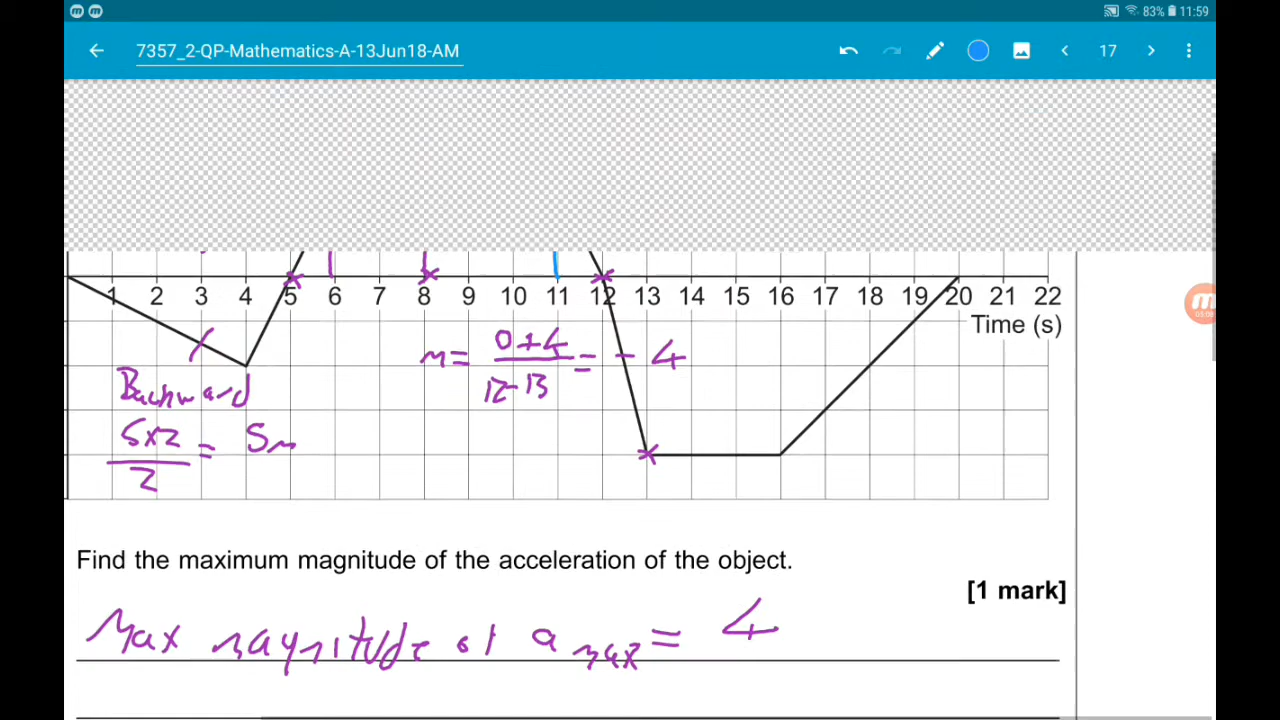 83% 11:59
7357_2-QP-Mathematics-A-13Jun18-AM 17
1 2 3 4 5 6 7 8 9 10 11 12 13 14 15 16 17 18 19 20 21 22
Time (s)
m = 0+4 / 12-13 = - 4
Backward
5x2 / 2 = 5m
Find the maximum magnitude of the acceleration of the object.
[1 mark]
Max magnitude of a max = 4
03:09